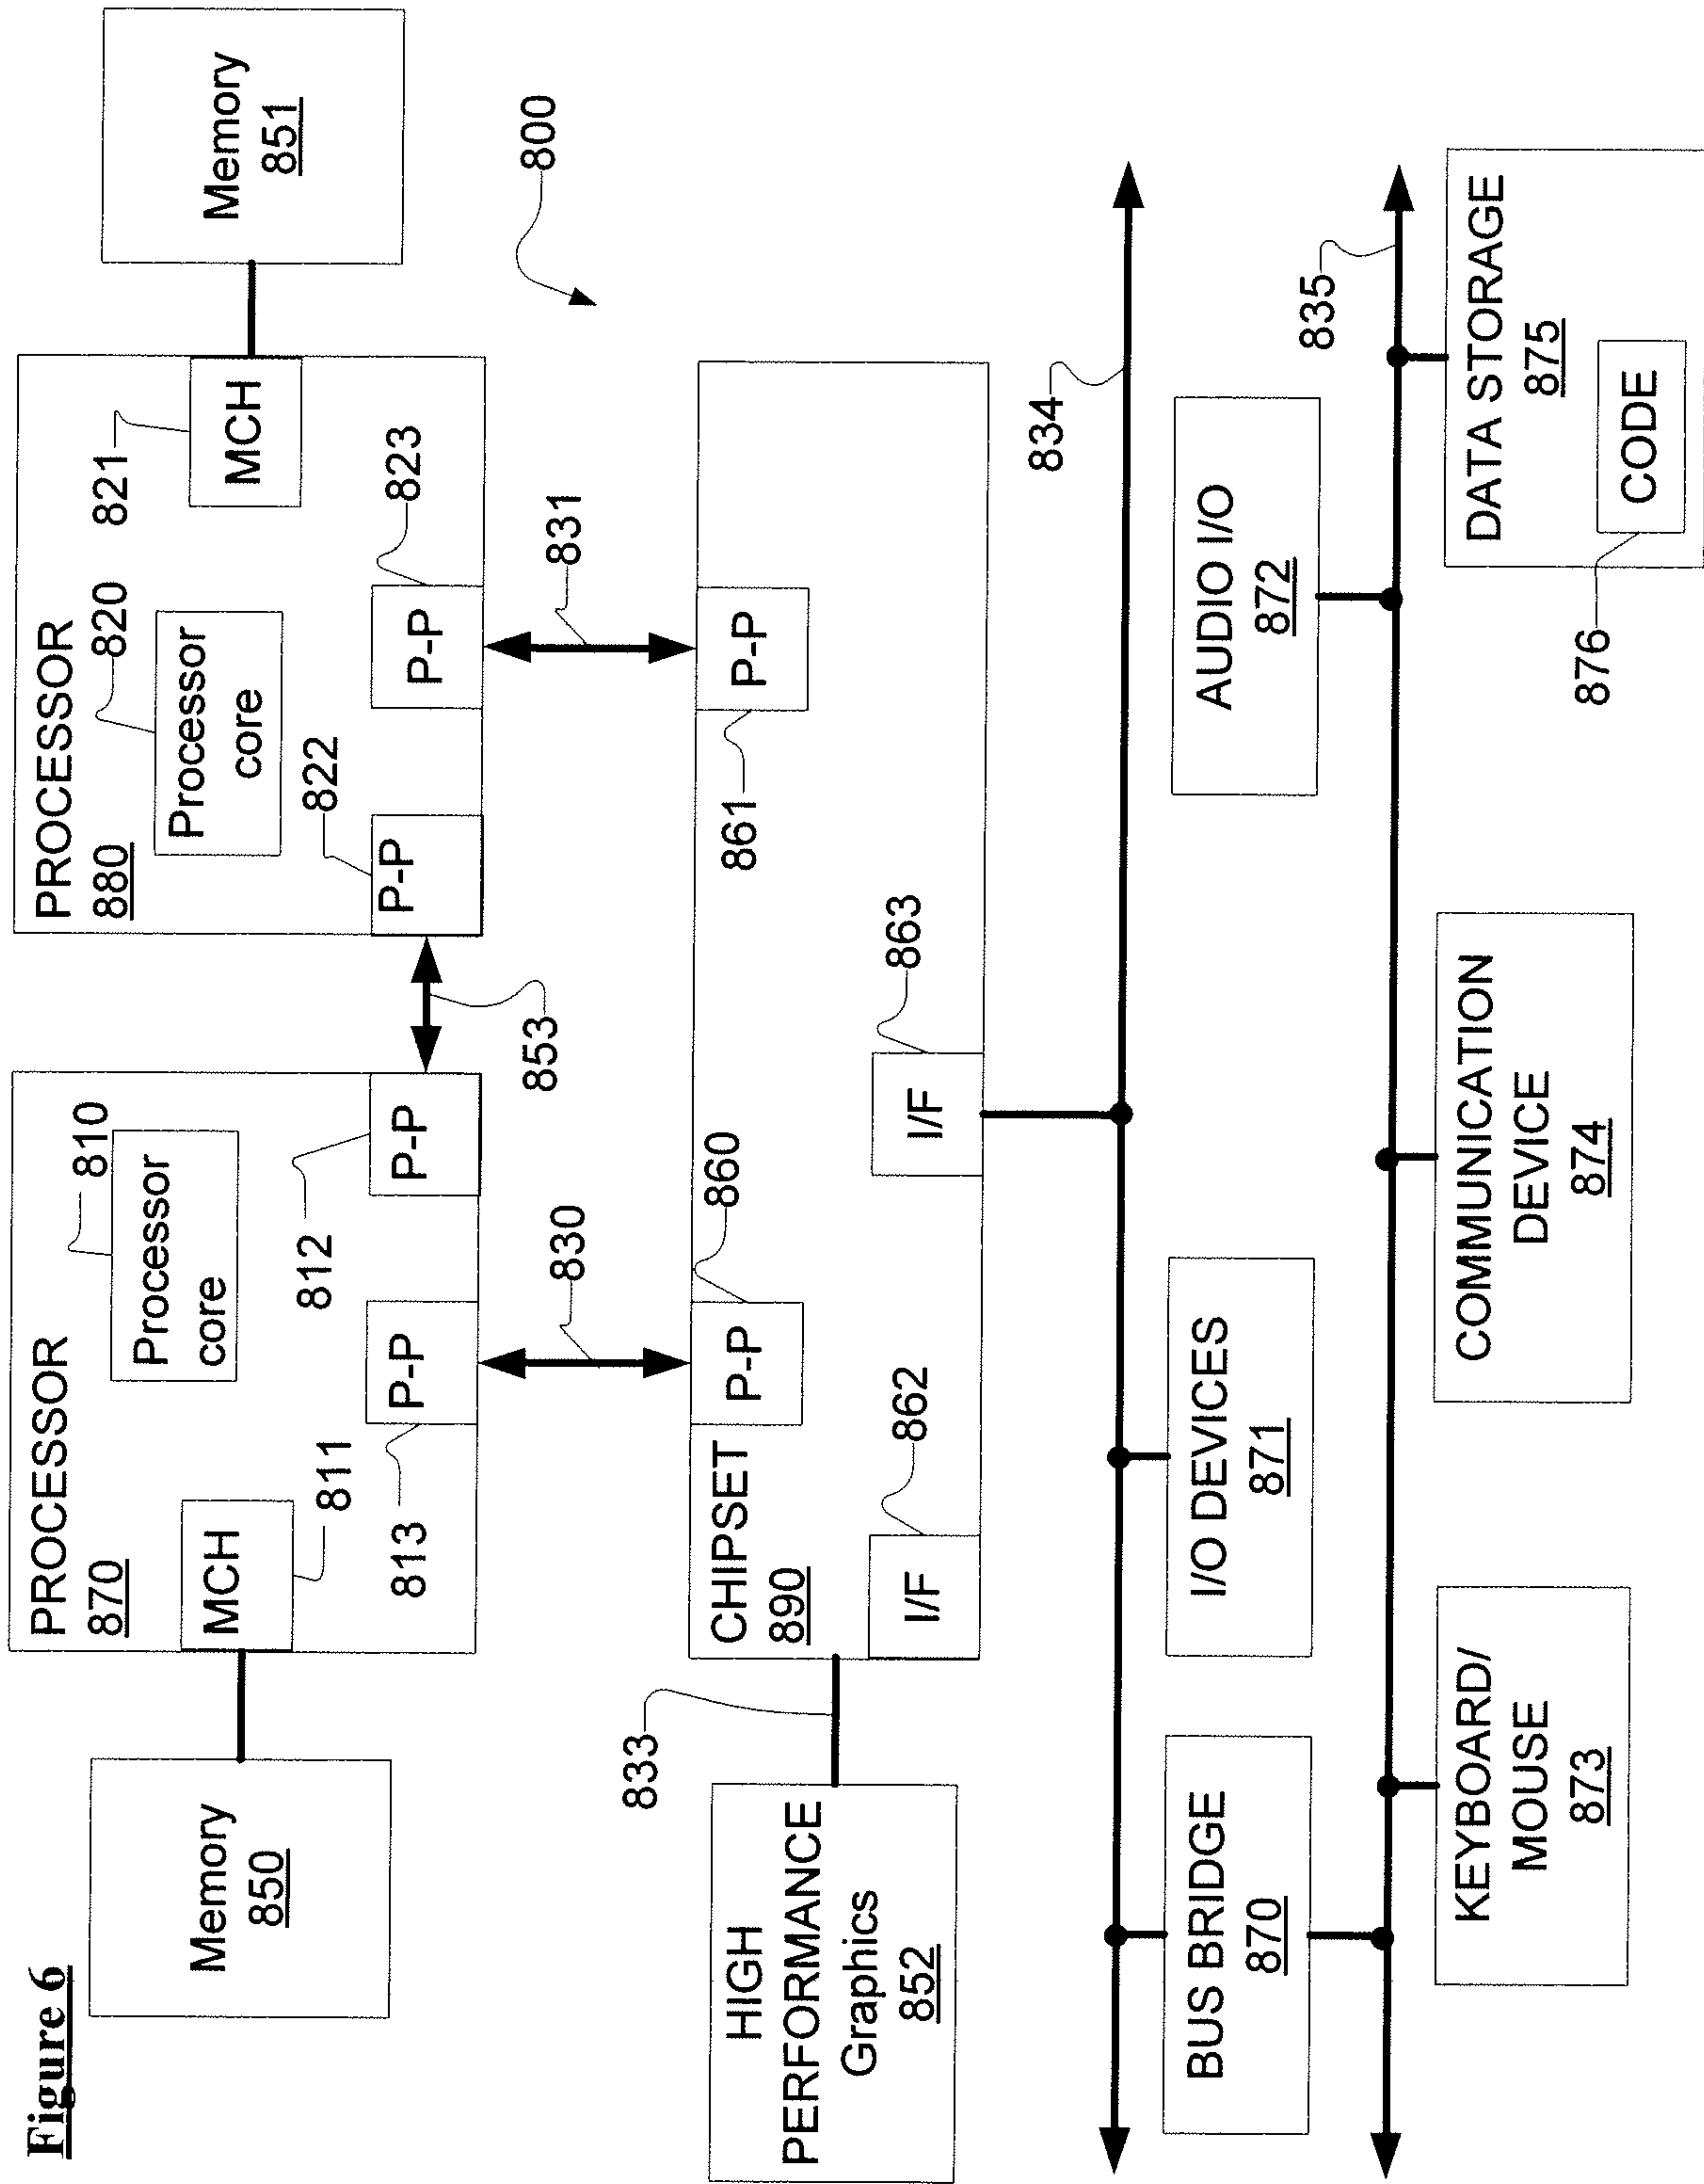 Figure 6
PROCESSOR
870
Processor
core
810
MCH
811
P-P
813
P-P
812
Memory
850
PROCESSOR
880
Processor
core
820
MCH
821
P-P
822
P-P
823
Memory
851
853
830
831
800
CHIPSET
890
P-P
860
P-P
861
I/F
862
I/F
863
HIGH
PERFORMANCE
Graphics
852
833
834
BUS BRIDGE
870
I/O DEVICES
871
AUDIO I/O
872
835
KEYBOARD/
MOUSE
873
COMMUNICATION
DEVICE
874
DATA STORAGE
875
CODE
876